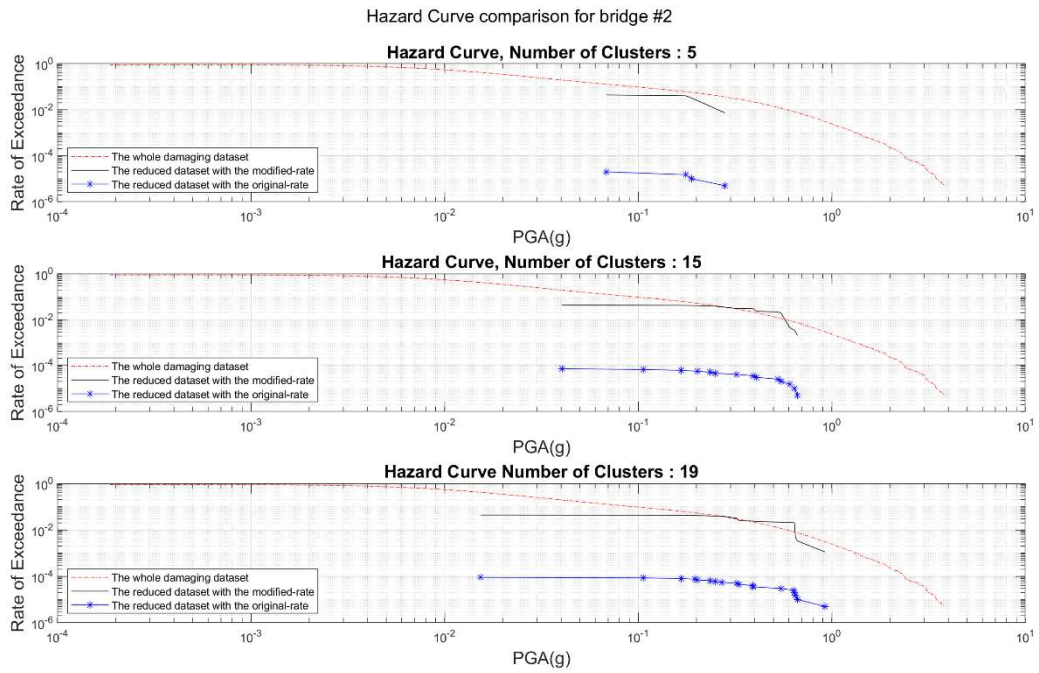 Hazard Curve comparison for bridge #2
Hazard Curve, Number of Clusters : 5
Rate of Exceedance
10^0
10^-2
10^-4
10^-6
The whole damaging dataset
The reduced dataset with the modified-rate
The reduced dataset with the original-rate
10^-4 10^-3 10^-2 10^-1 10^0 10^1
PGA(g)
Hazard Curve, Number of Clusters : 15
Rate of Exceedance
10^0
10^-2
10^-4
10^-6
The whole damaging dataset
The reduced dataset with the modified-rate
The reduced dataset with the original-rate
10^-4 10^-3 10^-2 10^-1 10^0 10^1
PGA(g)
Hazard Curve Number of Clusters : 19
Rate of Exceedance
10^0
10^-2
10^-4
10^-6
The whole damaging dataset
The reduced dataset with the modified-rate
The reduced dataset with the original-rate
10^-4 10^-3 10^-2 10^-1 10^0 10^1
PGA(g)